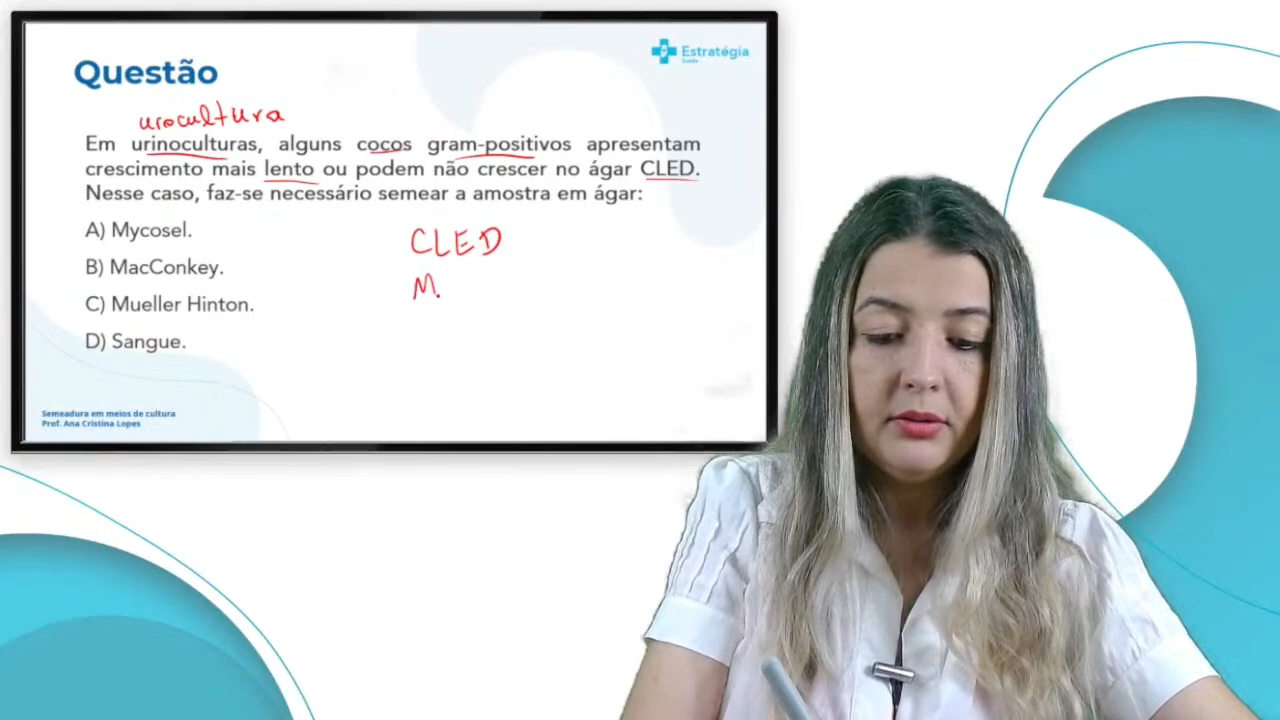 Estratégia
Saúde
Questão
urocultura
Em urinoculturas, alguns cocos gram-positivos apresentam
crescimento mais lento ou podem não crescer no ágar CLED.
Nesse caso, faz-se necessário semear a amostra em ágar:
A) Mycosel.
B) MacConkey.
C) Mueller Hinton.
D) Sangue.
CLED
M.
Semeadura em meios de cultura
Prof. Ana Cristina Lopes